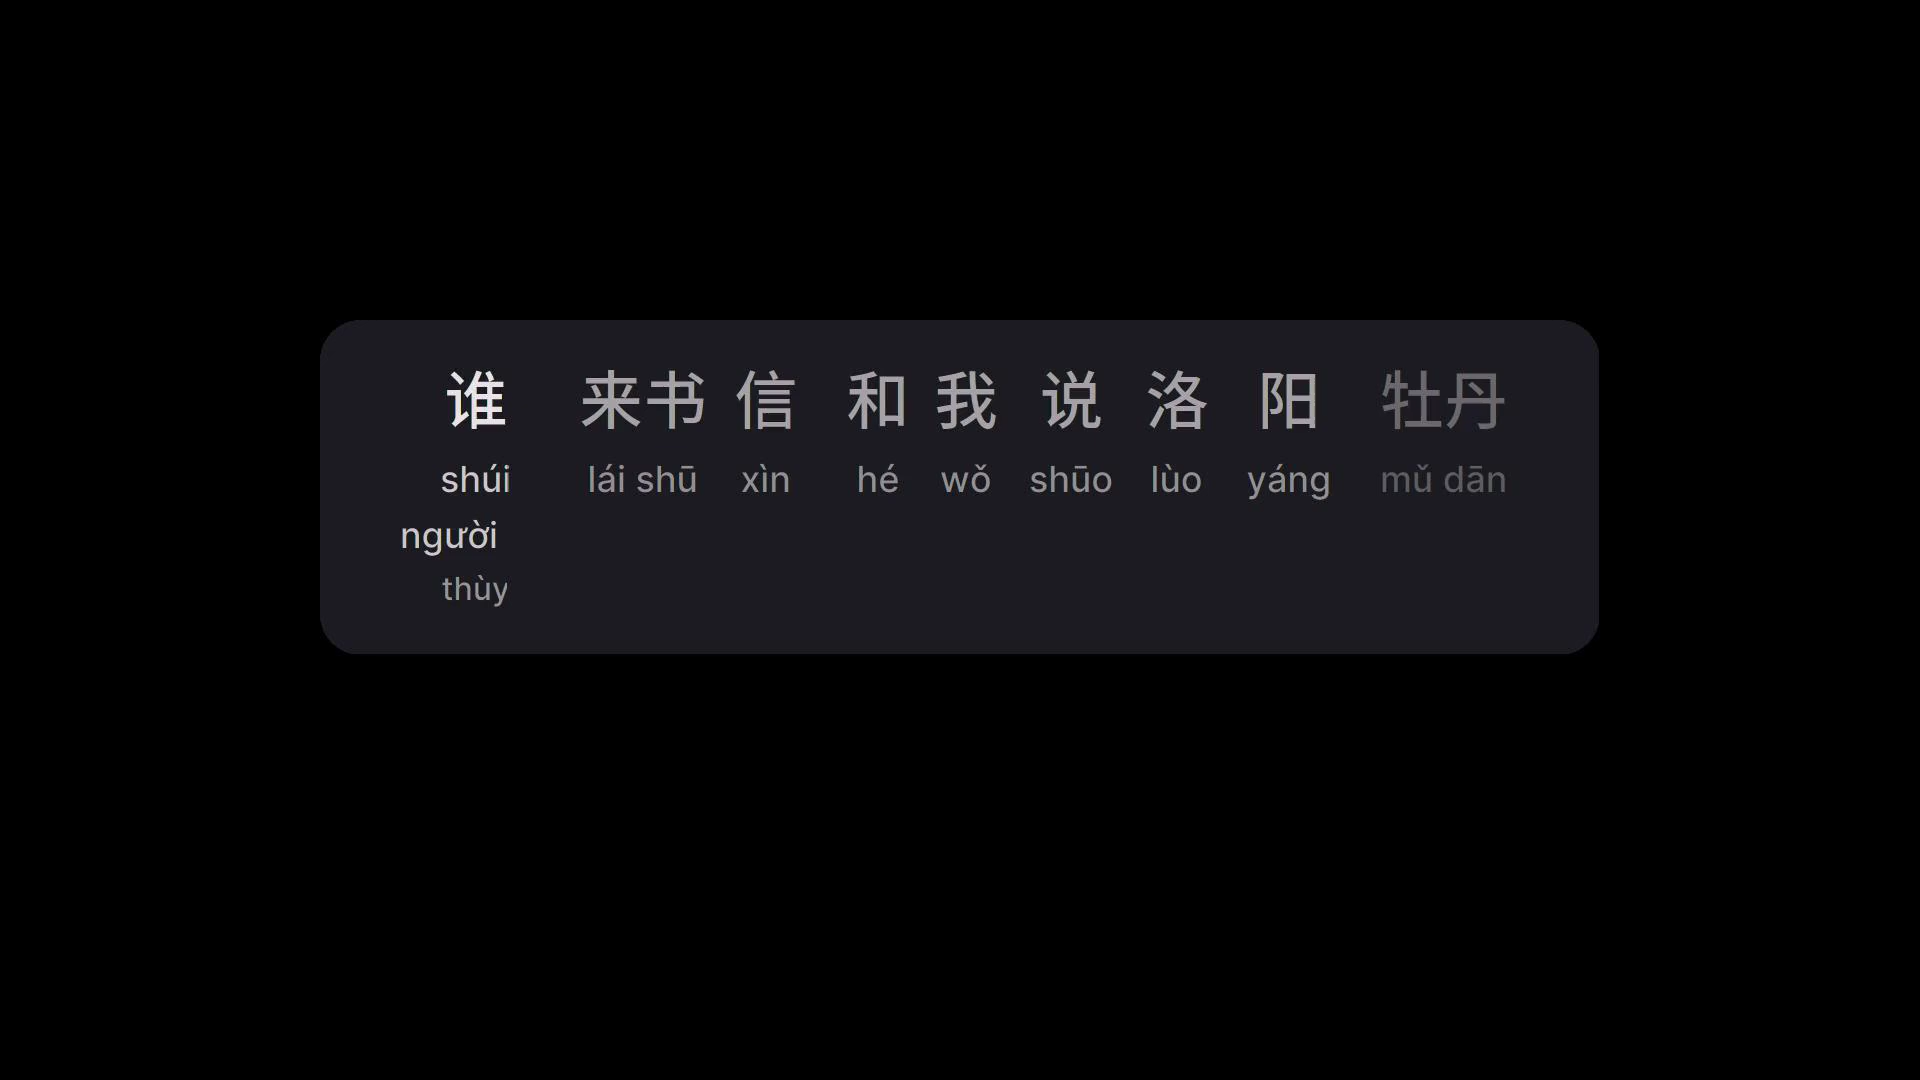 谁 来书 信 和 我 说 洛 阳 牡丹
shúi lái shū xìn hé wǒ shūo lùo yáng mǔ dān
người
thùy